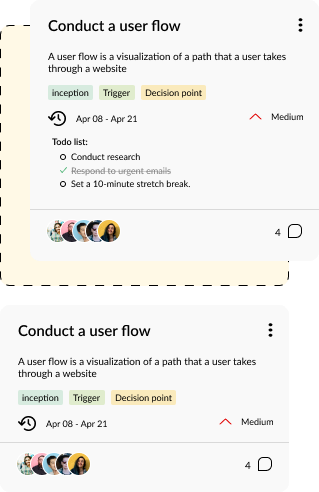 Conduct a user flow
A user flow is a visualization of a path that a user takes
through a website
inception Trigger Decision point
Apr 08 - Apr 21 Medium
Todo list:
Conduct research
Respond to urgent emails
Set a 10-minute stretch break.
4
Conduct a user flow
A user flow is a visualization of a path that a user takes
through a website
inception Trigger Decision point
Apr 08 - Apr 21 Medium
4